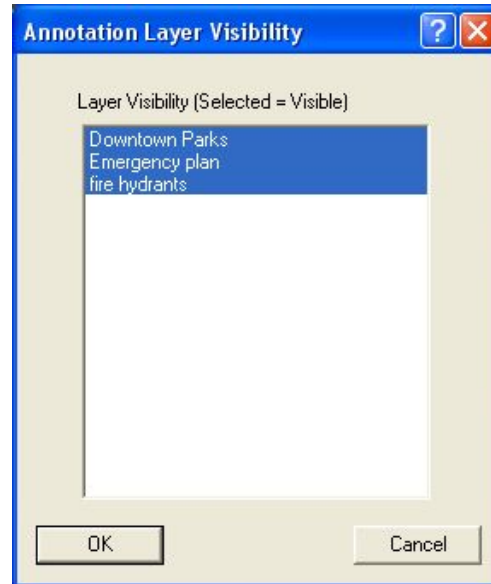 Annotation Layer Visibility
Layer Visibility (Selected = Visible)
Downtown Parks
Emergency plan
fire hydrants
OK
Cancel